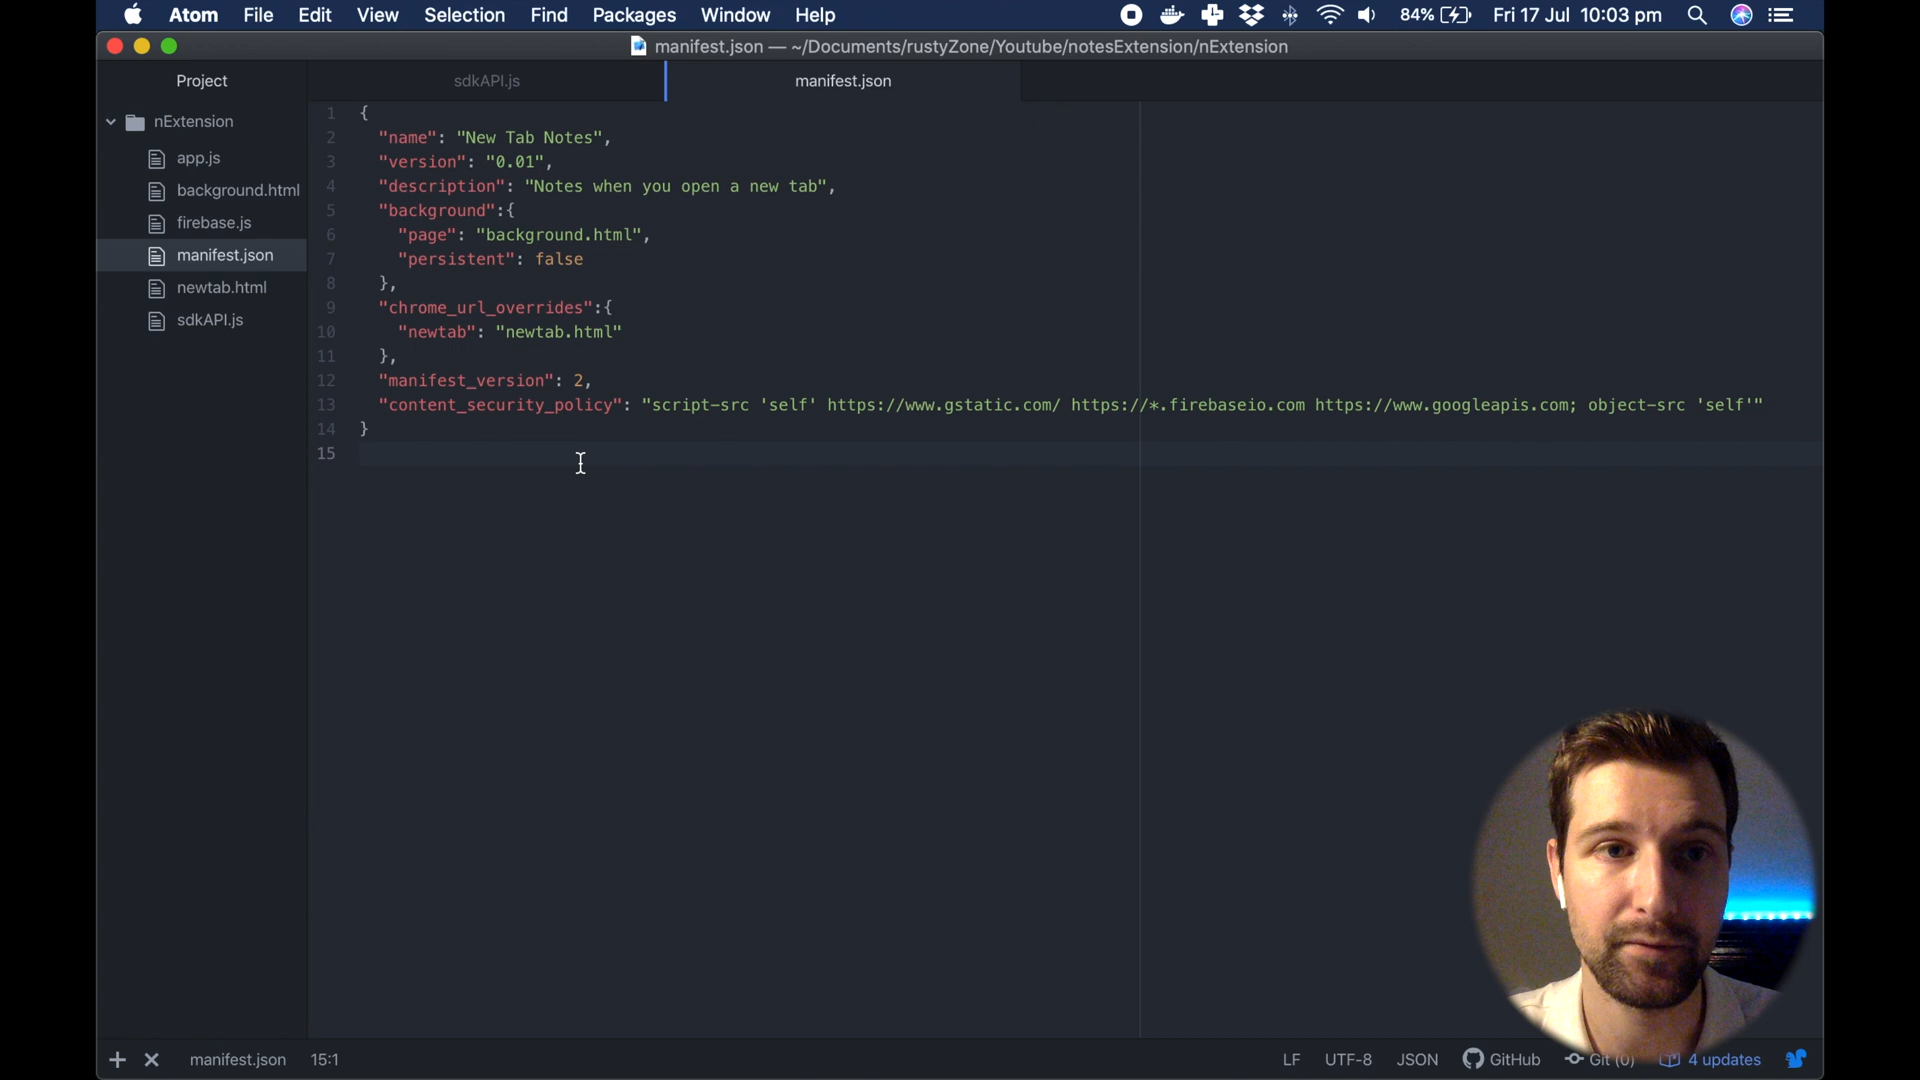 Atom File Edit View Selection Find Packages Window Help 84% Fri 17 Jul 10:03 pm
manifest.json — ~/Documents/rustyZone/Youtube/notesExtension/nExtension
Project
sdkAPI.js
manifest.json
nExtension
app.js
background.html
firebase.js
manifest.json
newtab.html
sdkAPI.js
1 {
2 "name": "New Tab Notes",
3 "version": "0.01",
4 "description": "Notes when you open a new tab",
5 "background":{
6 "page": "background.html",
7 "persistent": false
8 },
9 "chrome_url_overrides":{
10 "newtab": "newtab.html"
11 },
12 "manifest_version": 2,
13 "content_security_policy": "script-src 'self' https://www.gstatic.com/ https://*.firebaseio.com https://www.googleapis.com; object-src 'self'"
14 }
15
manifest.json 15:1 LF UTF-8 JSON GitHub Git (0) 4 updates